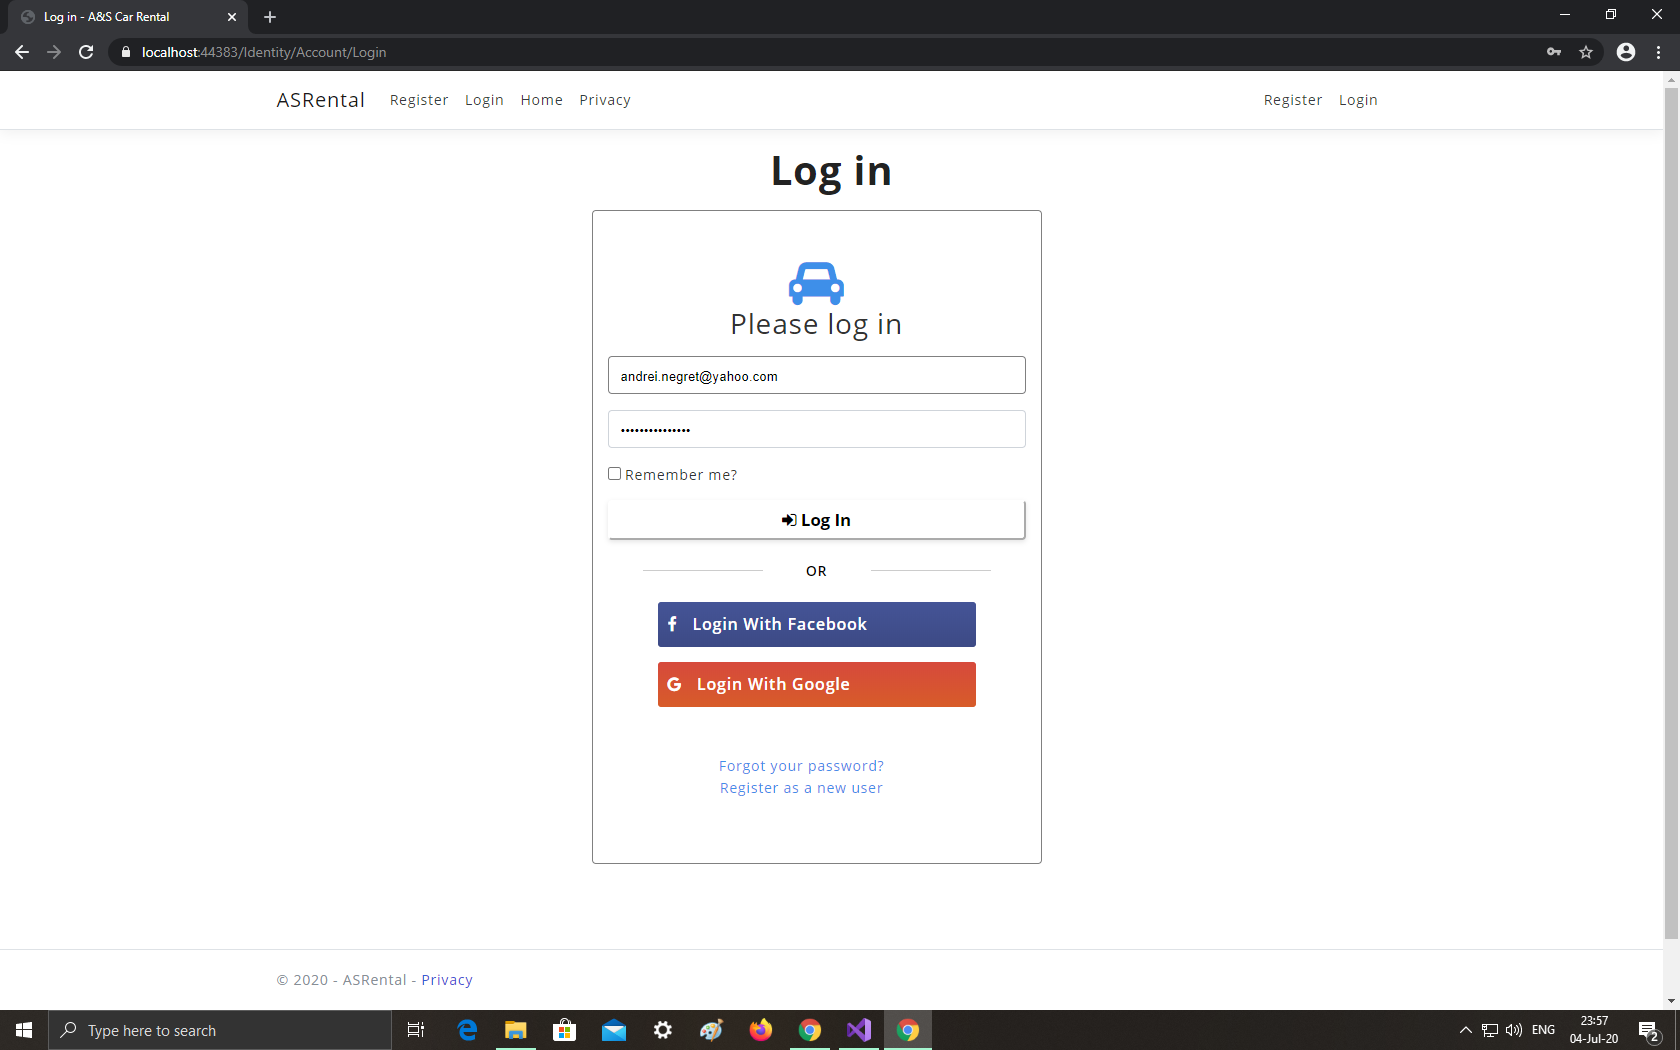 Log in - A&S Car Rental
localhost:44383/Identity/Account/Login
ASRental Register Login Home Privacy Register Login
Log in
Please log in
andrei.negret@yahoo.com
•••••••••••••••
Remember me?
Log In
OR
Login With Facebook
Login With Google
Forgot your password?
Register as a new user
© 2020 - ASRental - Privacy
Type here to search
ENG
23:57
04-Jul-20
2